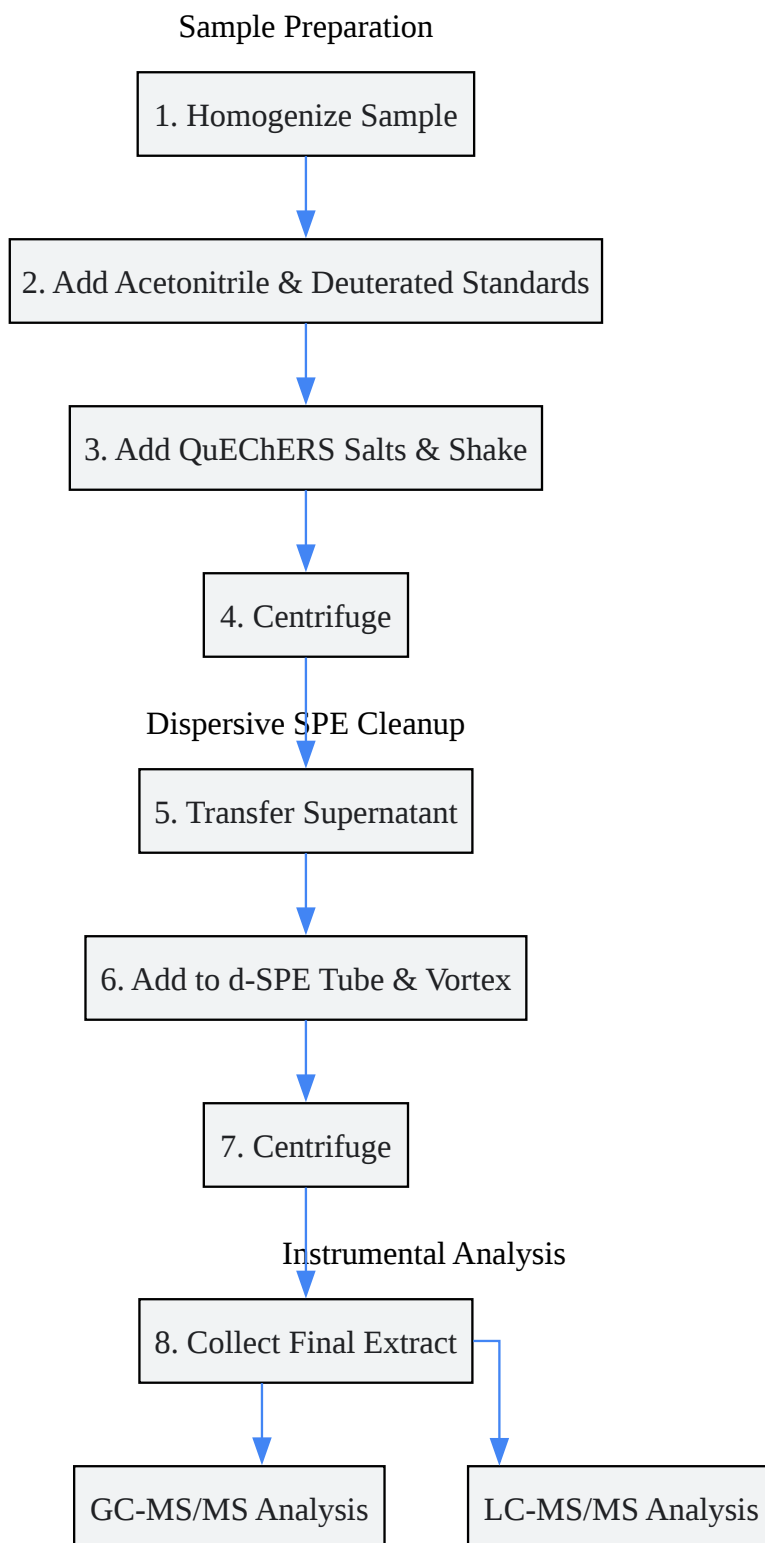 Sample Preparation
1. Homogenize Sample
2. Add Acetonitrile & Deuterated Standards
3. Add QuEChERS Salts & Shake
4. Centrifuge
Dispersive SPE Cleanup
5. Transfer Supernatant
6. Add to d-SPE Tube & Vortex
7. Centrifuge
Instrumental Analysis
8. Collect Final Extract
GC-MS/MS Analysis
LC-MS/MS Analysis